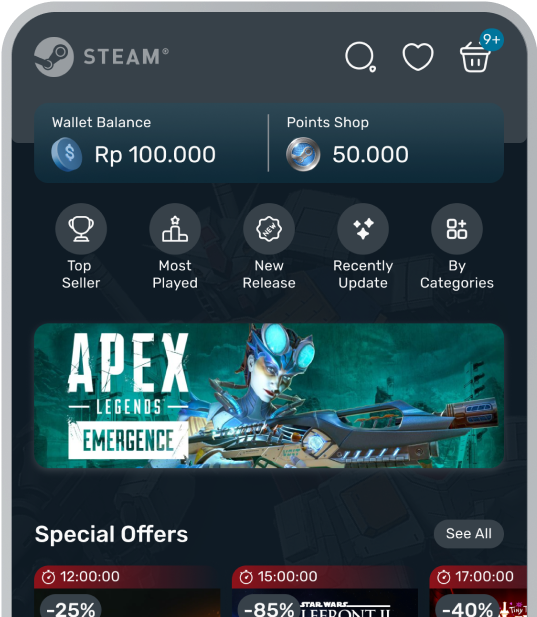 STEAM®
9+
Wallet Balance
Rp 100.000
Points Shop
50.000
NEW
Top
Seller
Most
Played
New
Release
Recently
Update
By
Categories
APEX
LEGENDS
EMERGENCE
Special Offers
See All
12:00:00
15:00:00
17:00:00
-25%
-85%
STAR WARS
-40%
TINY